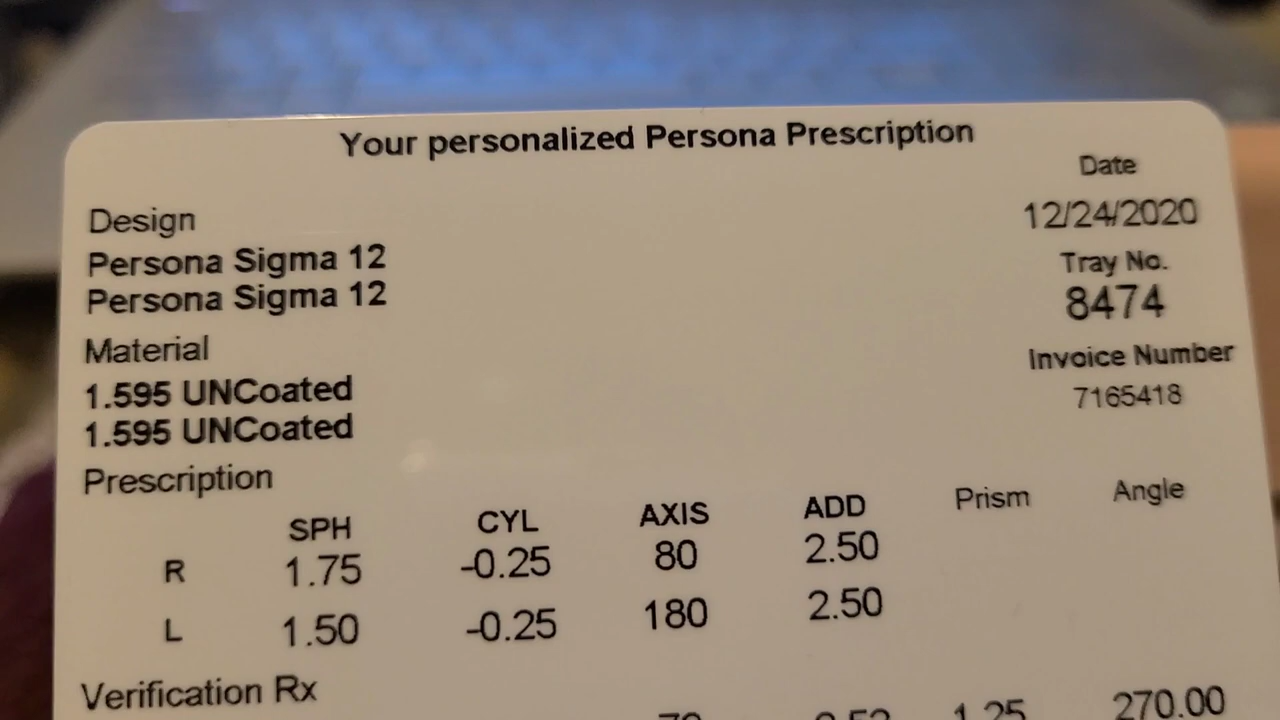 Your personalized Persona Prescription
Date
Design
12/24/2020
Persona Sigma 12
Tray No.
Persona Sigma 12
8474
Material
Invoice Number
1.595 UNCoated
7165418
1.595 UNCoated
Prescription
SPH CYL AXIS ADD Prism Angle
R 1.75 -0.25 80 2.50
L 1.50 -0.25 180 2.50
Verification Rx
1.25 270.00